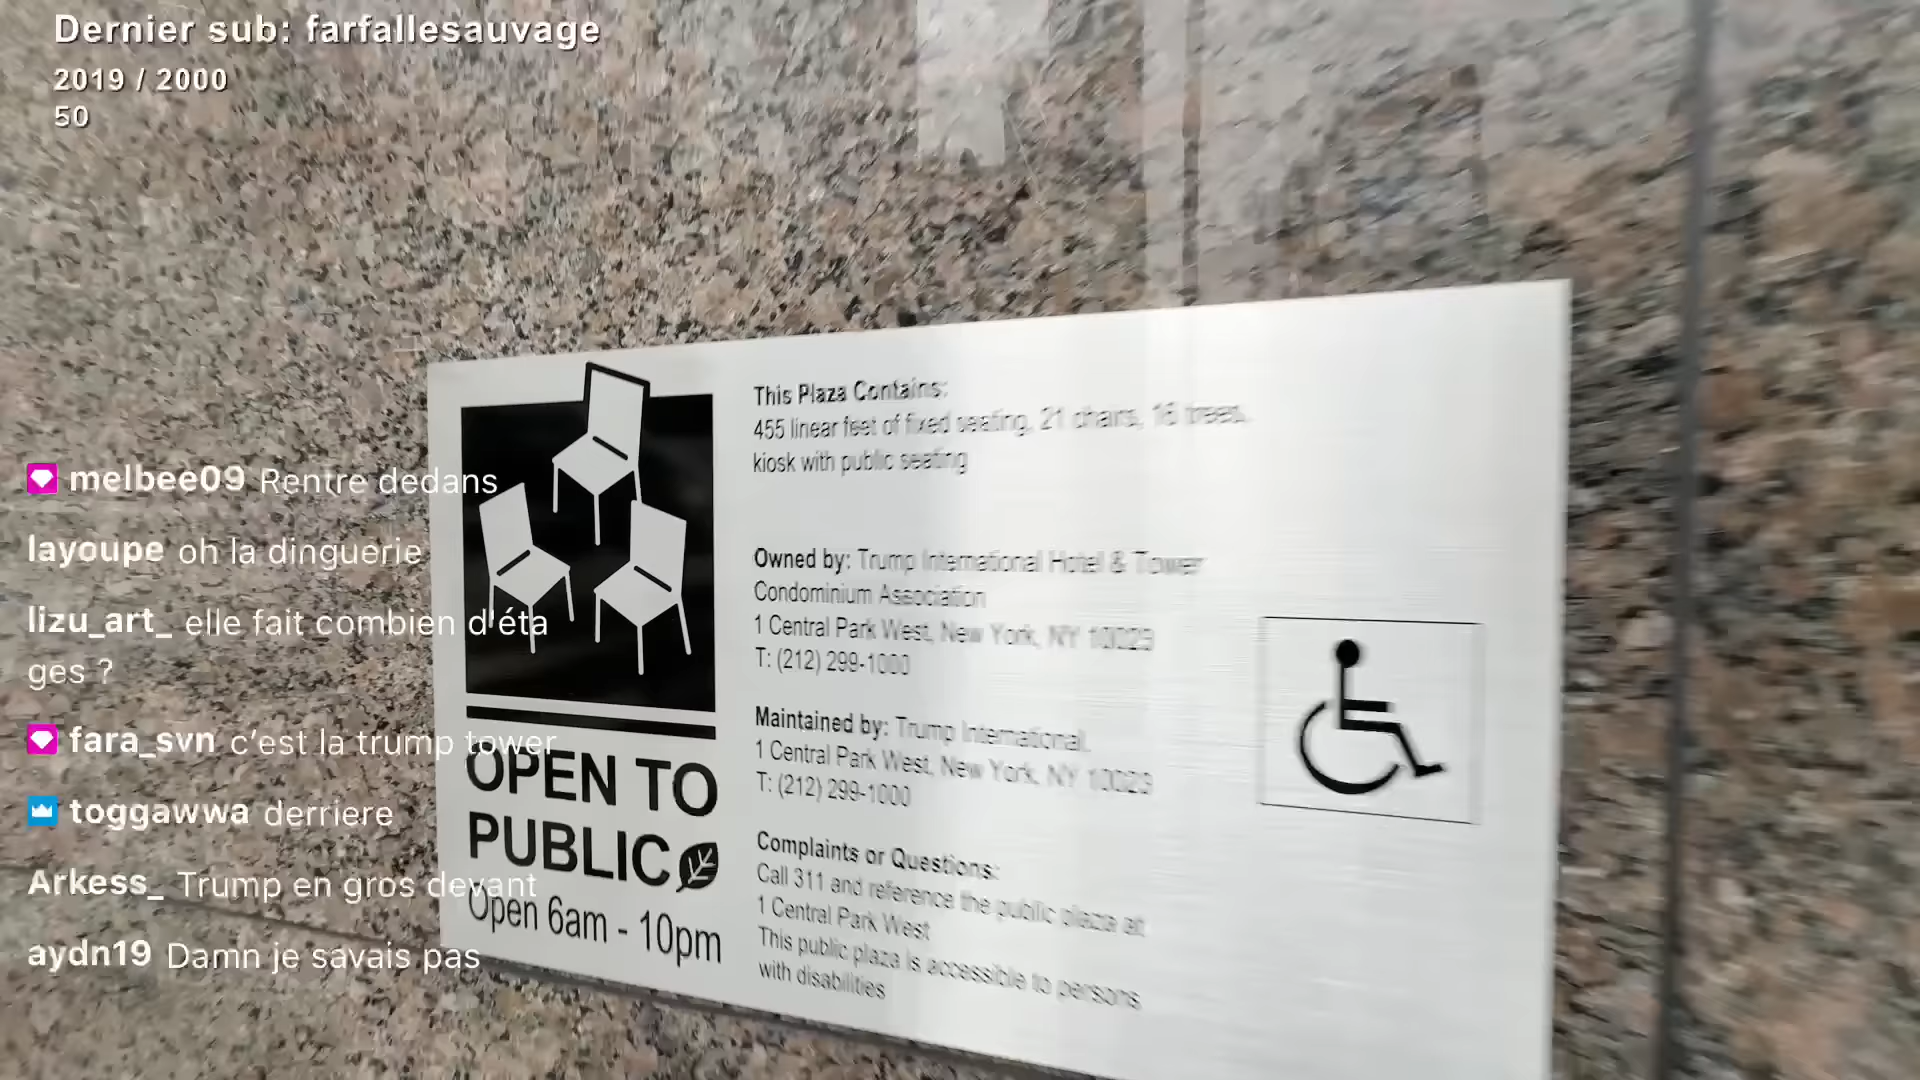 Dernier sub: farfallesauvage
2019 / 2000
50
melbee09 Rentre dedans
layoupe oh la dinguerie
lizu_art_ elle fait combien d'éta
ges ?
fara_svn c'est la trump tower
toggawwa derriere
Arkess_ Trump en gros devant
aydn19 Damn je savais pas
OPEN TO
PUBLIC
Open 6am - 10pm
This Plaza Contains:
455 linear feet of fixed seating, 21 chairs, 16 trees,
kiosk with public seating
Owned by: Trump International Hotel & Tower
Condominium Association
1 Central Park West, New York, NY 10023
T: (212) 299-1000
Maintained by: Trump International,
1 Central Park West, New York, NY 10023
T: (212) 299-1000
Complaints or Questions:
Call 311 and reference the public plaza at
1 Central Park West
This public plaza is accessible to persons
with disabilities